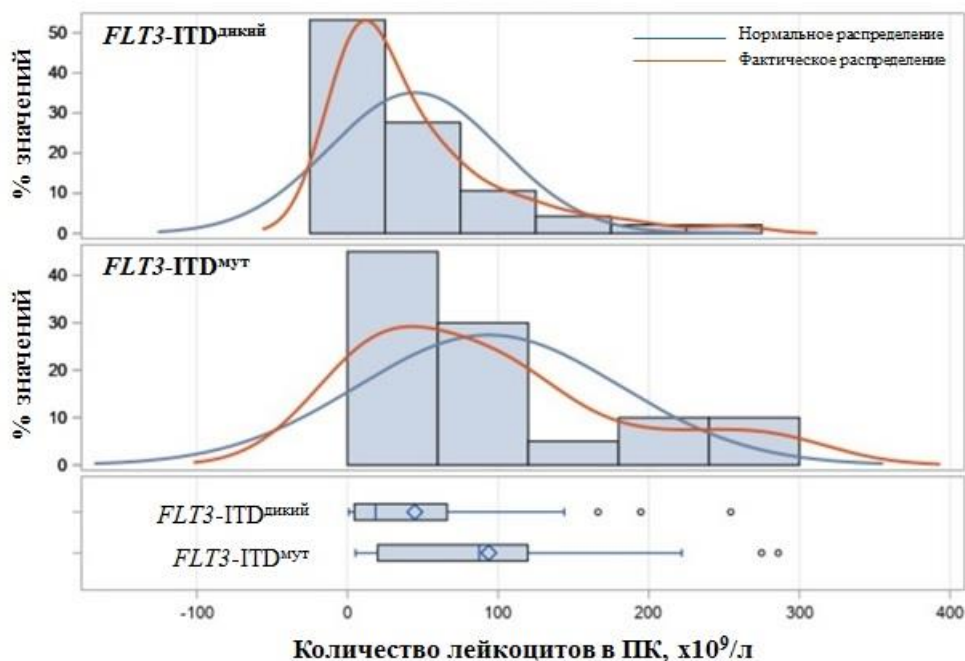 FLT3-ITDдикий
Нормальное распределение
Фактическое распределение
% значений
50
40
30
20
10
0
FLT3-ITDмут
% значений
40
30
20
10
0
FLT3-ITDдикий
FLT3-ITDмут
-100 0 100 200 300 400
Количество лейкоцитов в ПК, х10⁹/л